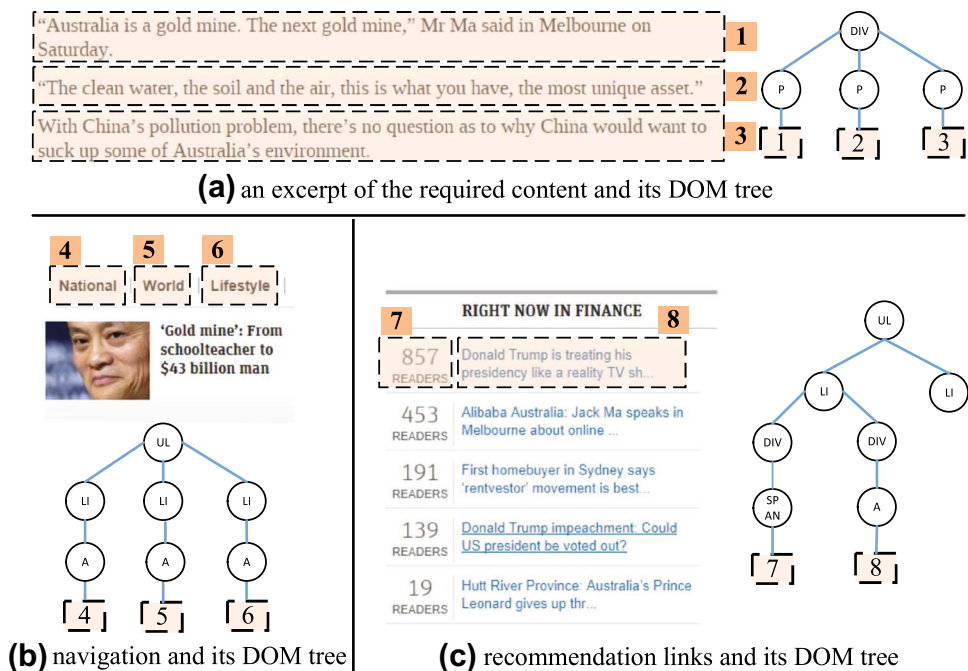 “Australia is a gold mine. The next gold mine,” Mr Ma said in Melbourne on
Saturday.
1
“The clean water, the soil and the air, this is what you have, the most unique asset.”
2
With China’s pollution problem, there’s no question as to why China would want to
suck up some of Australia’s environment.
3
DIV
P P P
1 2 3
(a) an excerpt of the required content and its DOM tree
4 5 6
National World Lifestyle
‘Gold mine’: From
schoolteacher to
$43 billion man
UL
LI LI LI
A A A
4 5 6
(b) navigation and its DOM tree
RIGHT NOW IN FINANCE
7 8
857
READERS
Donald Trump is treating his
presidency like a reality TV sh...
453
READERS
Alibaba Australia: Jack Ma speaks in
Melbourne about online ...
191
READERS
First homebuyer in Sydney says
‘rentvestor’ movement is best...
139
READERS
Donald Trump impeachment: Could
US president be voted out?
19
READERS
Hutt River Province: Australia’s Prince
Leonard gives up thr...
UL
LI LI
DIV DIV
SP
AN
A
7 8
(c) recommendation links and its DOM tree